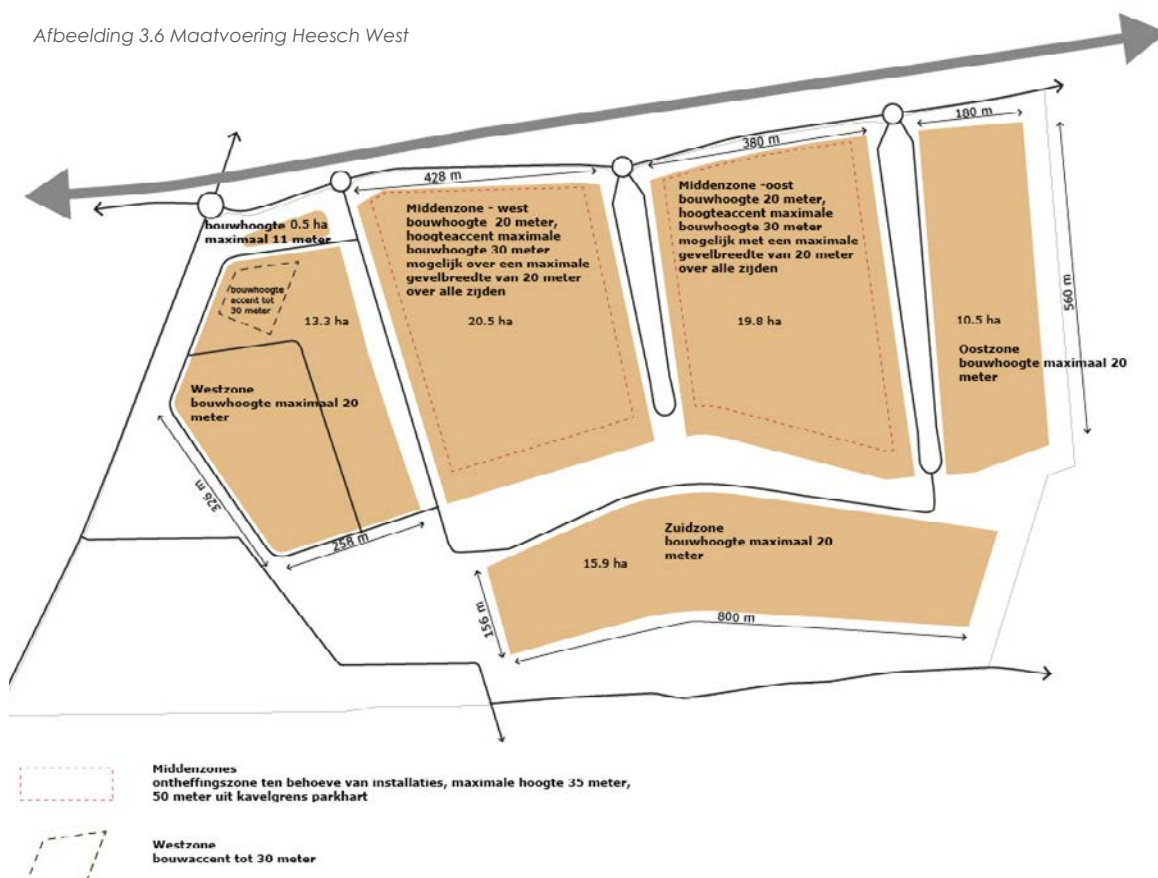 Afbeelding 3.6 Maatvoering Heesch West
180 m
380 m
428 m
bouwhoogte 0.5 ha
maximaal 11 meter
Middenzone - west
bouwhoogte 20 meter,
hoogteaccent maximale
bouwhoogte 30 meter
mogelijk over een maximale
gevelbreedte van 20 meter
over alle zijden
20.5 ha
Middenzone -oost
bouwhoogte 20 meter,
hoogteaccent maximale
bouwhoogte 30 meter
mogelijk met een maximale
gevelbreedte van 20 meter
over alle zijden
19.8 ha
560 m
10.5 ha
Oostzone
bouwhoogte maximaal 20
meter
bouwhoogte
accent tot
30 meter
13.3 ha
Westzone
bouwhoogte maximaal 20
meter
326 m
258 m
Zuidzone
bouwhoogte maximaal 20
meter
15.9 ha
156 m
800 m
Middenzones
ontheffingszone ten behoeve van installaties, maximale hoogte 35 meter,
50 meter uit kavelgrens parkhart
Westzone
bouwaccent tot 30 meter